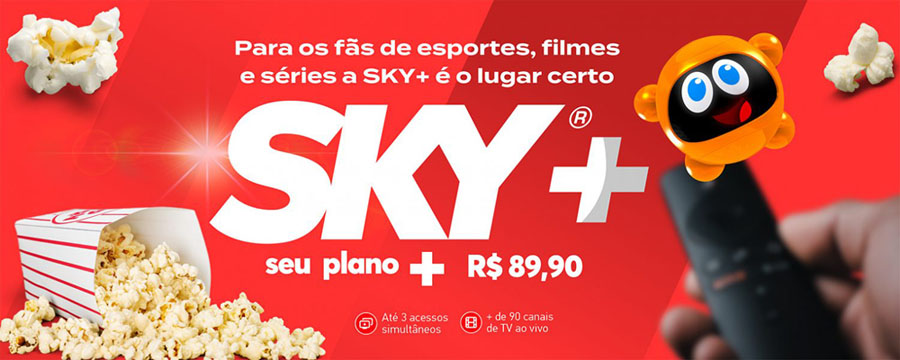 Para os fãs de esportes, filmes
e séries a SKY+ é o lugar certo
SKY+®
seu plano + R$ 89,90
Até 3 acessos
simultâneos
+ de 90 canais
de TV ao vivo